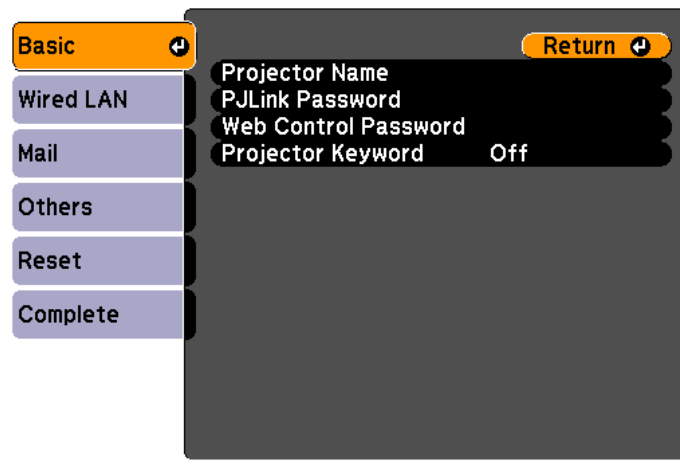 Basic
Wired LAN
Mail
Others
Reset
Complete
Return
Projector Name
PJLink Password
Web Control Password
Projector Keyword Off